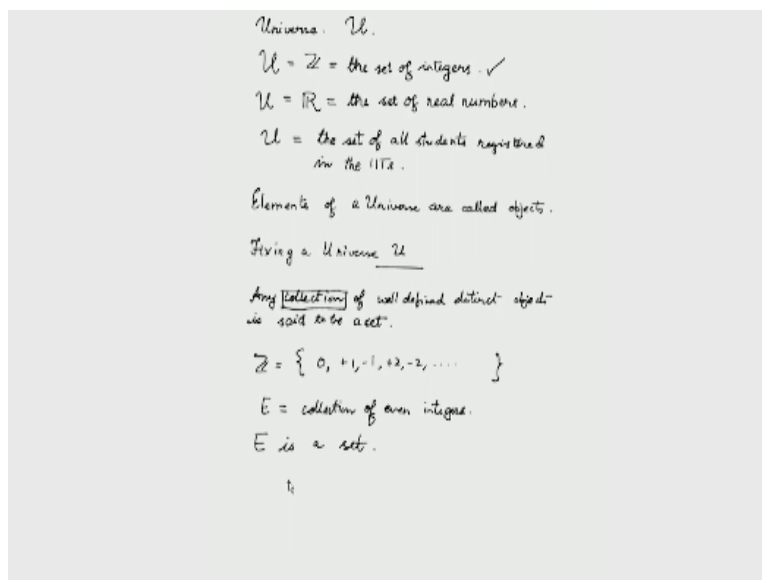 Universe. U.
U = ℤ = the set of integers. ✓
U = ℝ = the set of real numbers.
U = the set of all students registered
in the IITs.
Elements of a Universe are called objects.
Fixing a Universe U
Any collection of well defined distinct objects
is said to be a set.
ℤ = { 0, +1, -1, +2, -2, .... }
E = collection of even integers.
E is a set.